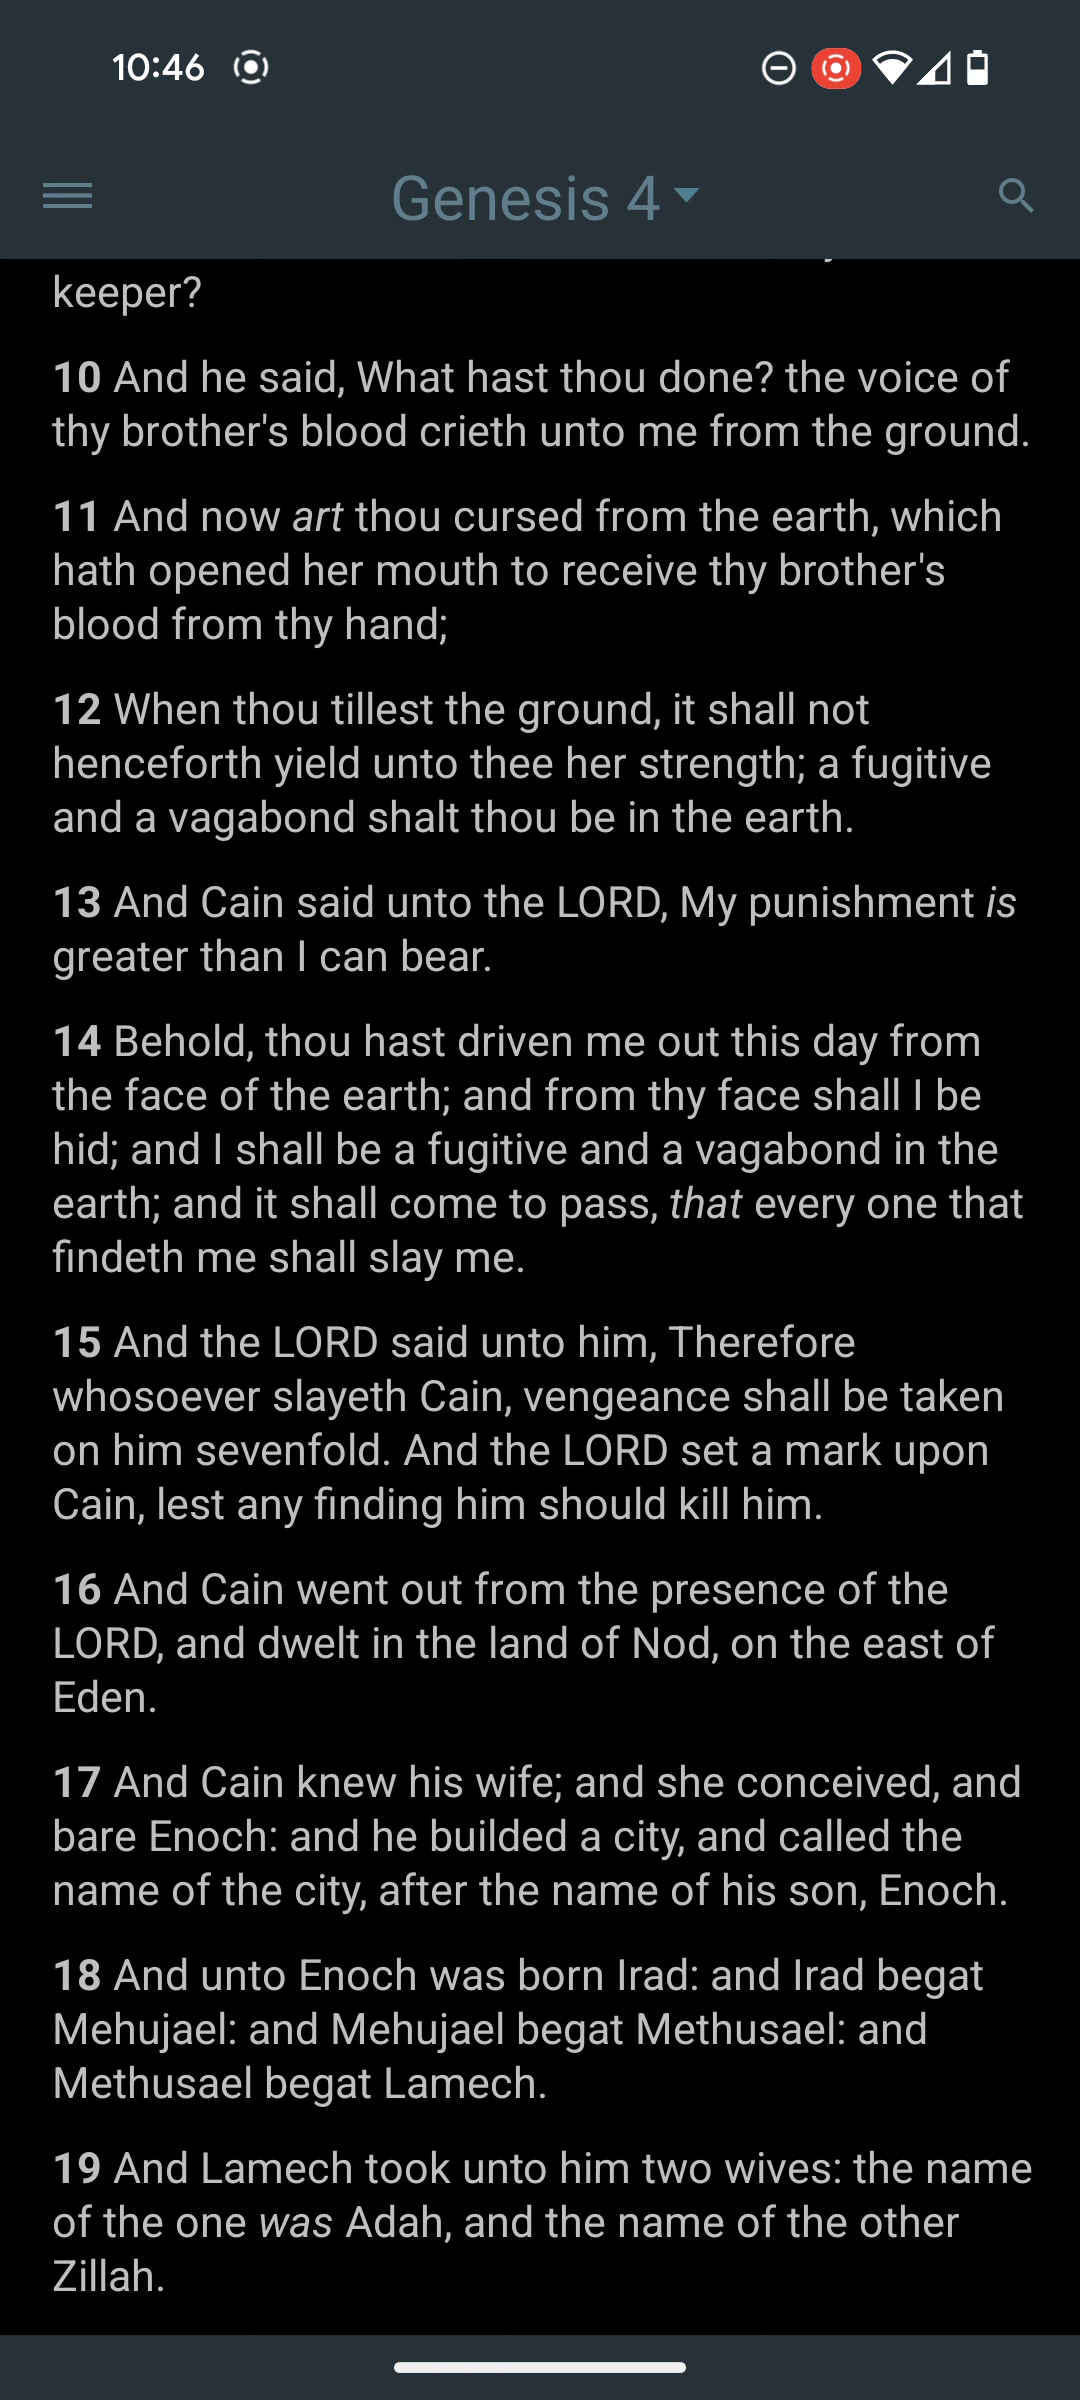 10:46
Genesis 4
keeper?
10 And he said, What hast thou done? the voice of
thy brother's blood crieth unto me from the ground.
11 And now art thou cursed from the earth, which
hath opened her mouth to receive thy brother's
blood from thy hand;
12 When thou tillest the ground, it shall not
henceforth yield unto thee her strength; a fugitive
and a vagabond shalt thou be in the earth.
13 And Cain said unto the LORD, My punishment is
greater than I can bear.
14 Behold, thou hast driven me out this day from
the face of the earth; and from thy face shall I be
hid; and I shall be a fugitive and a vagabond in the
earth; and it shall come to pass, that every one that
findeth me shall slay me.
15 And the LORD said unto him, Therefore
whosoever slayeth Cain, vengeance shall be taken
on him sevenfold. And the LORD set a mark upon
Cain, lest any finding him should kill him.
16 And Cain went out from the presence of the
LORD, and dwelt in the land of Nod, on the east of
Eden.
17 And Cain knew his wife; and she conceived, and
bare Enoch: and he builded a city, and called the
name of the city, after the name of his son, Enoch.
18 And unto Enoch was born Irad: and Irad begat
Mehujael: and Mehujael begat Methusael: and
Methusael begat Lamech.
19 And Lamech took unto him two wives: the name
of the one was Adah, and the name of the other
Zillah.